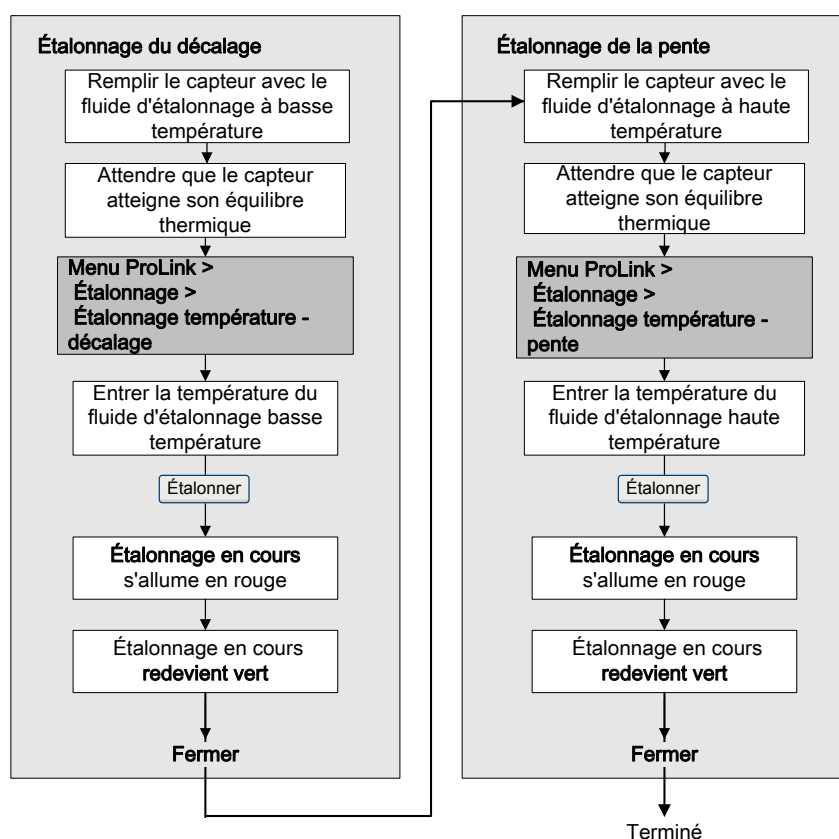 Étalonnage du décalage
Remplir le capteur avec le
fluide d'étalonnage à basse
température
Attendre que le capteur
atteigne son équilibre
thermique
Menu ProLink >
Étalonnage >
Étalonnage température -
décalage
Entrer la température du
fluide d'étalonnage basse
température
Étalonner
Étalonnage en cours
s'allume en rouge
Étalonnage en cours
redevient vert
Fermer
Étalonnage de la pente
Remplir le capteur avec le
fluide d'étalonnage à haute
température
Attendre que le capteur
atteigne son équilibre
thermique
Menu ProLink >
Étalonnage >
Étalonnage température -
pente
Entrer la température du
fluide d'étalonnage haute
température
Étalonner
Étalonnage en cours
s'allume en rouge
Étalonnage en cours
redevient vert
Fermer
Terminé